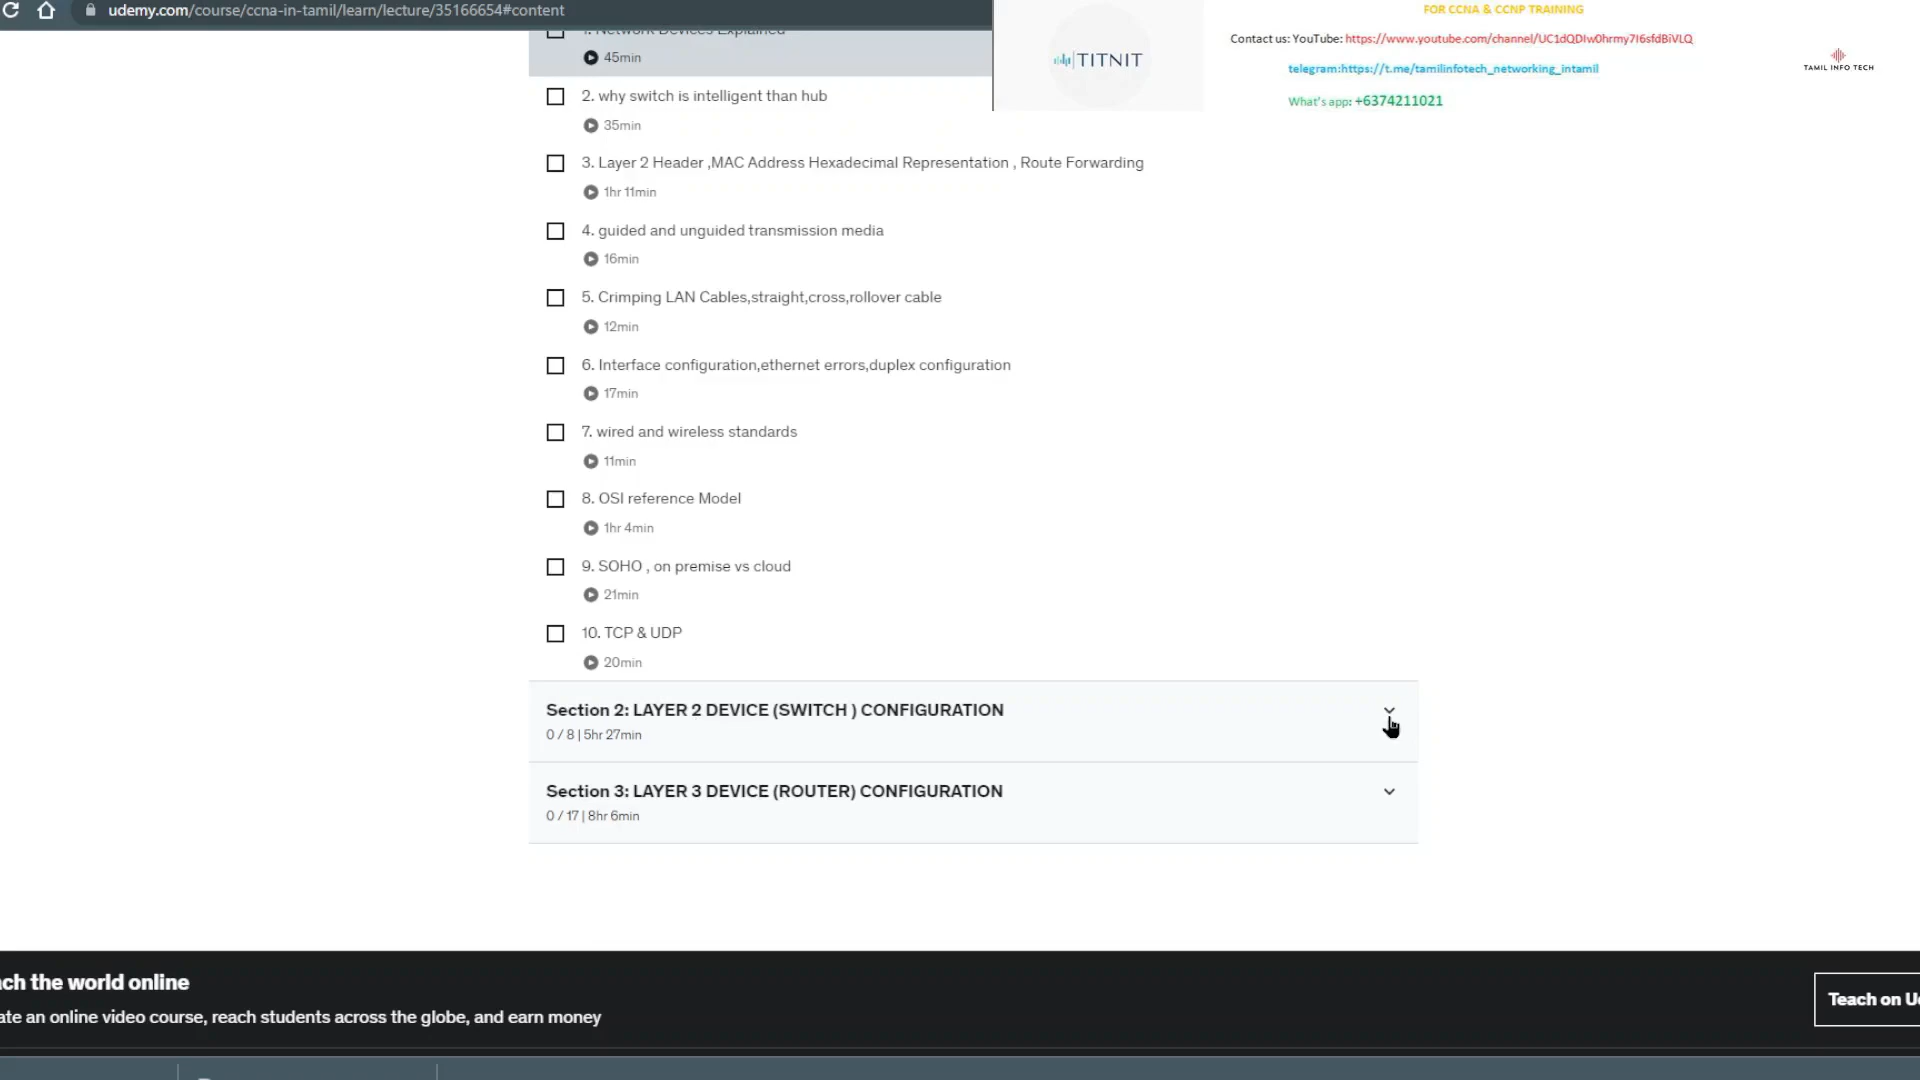 udemy.com/course/ccna-in-tamil/learn/lecture/35166654#content
FOR CCNA & CCNP TRAINING
Contact us: YouTube: https://www.youtube.com/channel/UC1dQDIw0hrmy7I6sfdBiVLQ
telegram:https://t.me/tamilinfotech_networking_intamil
What's app: +6374211021
TITNIT
TAMIL INFO TECH
1. Network Devices Explained
45min
2. why switch is intelligent than hub
35min
3. Layer 2 Header ,MAC Address Hexadecimal Representation , Route Forwarding
1hr 11min
4. guided and unguided transmission media
16min
5. Crimping LAN Cables,straight,cross,rollover cable
12min
6. Interface configuration,ethernet errors,duplex configuration
17min
7. wired and wireless standards
11min
8. OSI reference Model
1hr 4min
9. SOHO , on premise vs cloud
21min
10. TCP & UDP
20min
Section 2: LAYER 2 DEVICE (SWITCH ) CONFIGURATION
0 / 8 | 5hr 27min
Section 3: LAYER 3 DEVICE (ROUTER) CONFIGURATION
0 / 17 | 8hr 6min
ch the world online
ate an online video course, reach students across the globe, and earn money
Teach on U